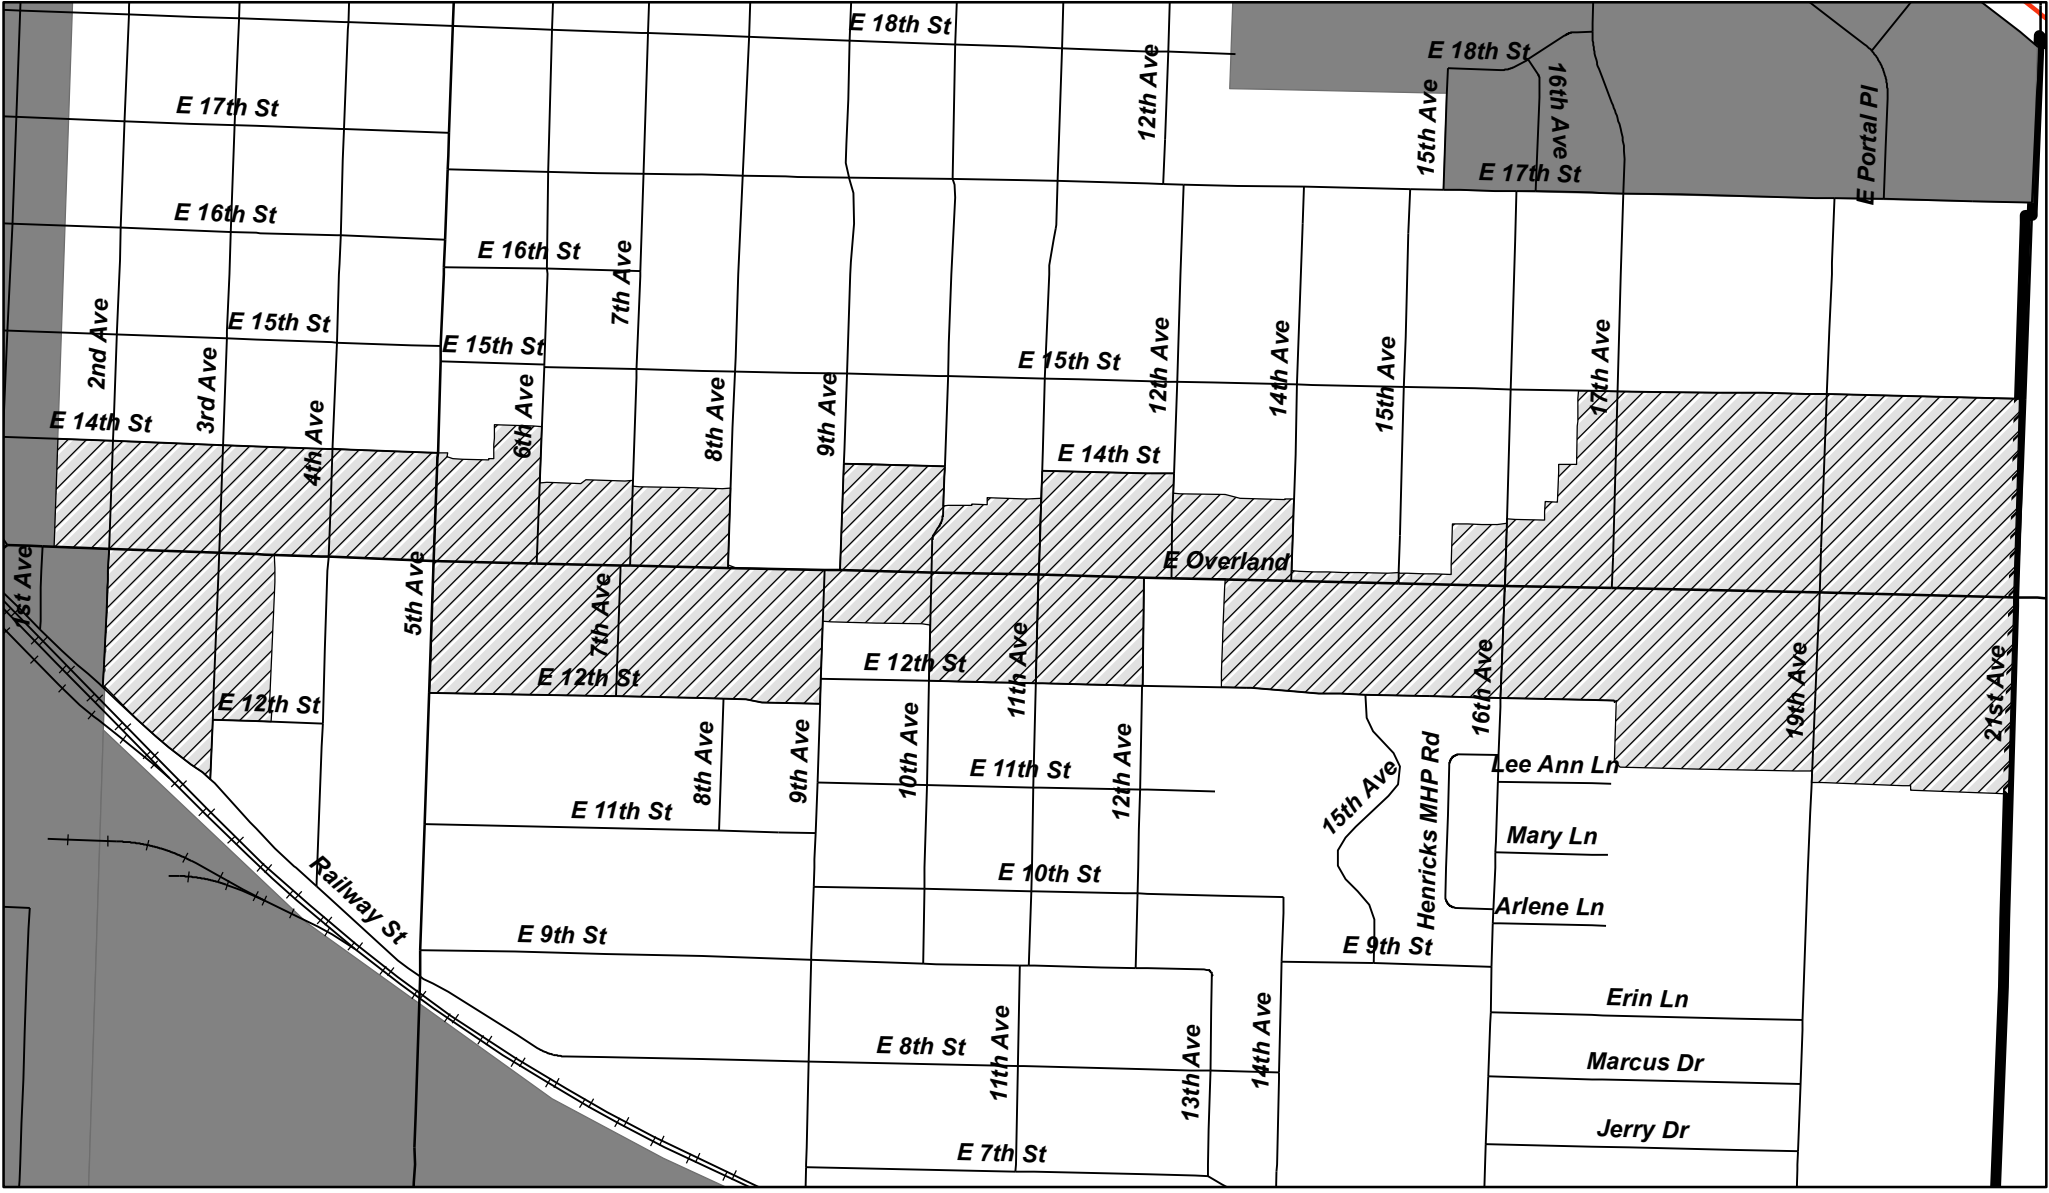 E 18th St
E 18th St
12th Ave
16th Ave
15th Ave
E Portal Pl
E 17th St
E 17th St
E 16th St
E 16th St
7th Ave
2nd Ave
E 15th St
E 15th St
E 15th St
3rd Ave
4th Ave
6th Ave
8th Ave
9th Ave
12th Ave
14th Ave
15th Ave
17th Ave
E 14th St
E 14th St
E Overland
1st Ave
5th Ave
7th Ave
E 12th St
E 12th St
E 12th St
11th Ave
16th Ave
19th Ave
21st Ave
8th Ave
9th Ave
10th Ave
12th Ave
E 11th St
E 11th St
15th Ave
Henricks MHP Rd
Lee Ann Ln
Mary Ln
Arlene Ln
Railway St
E 10th St
E 9th St
E 9th St
Erin Ln
E 8th St
11th Ave
13th Ave
14th Ave
Marcus Dr
Jerry Dr
E 7th St